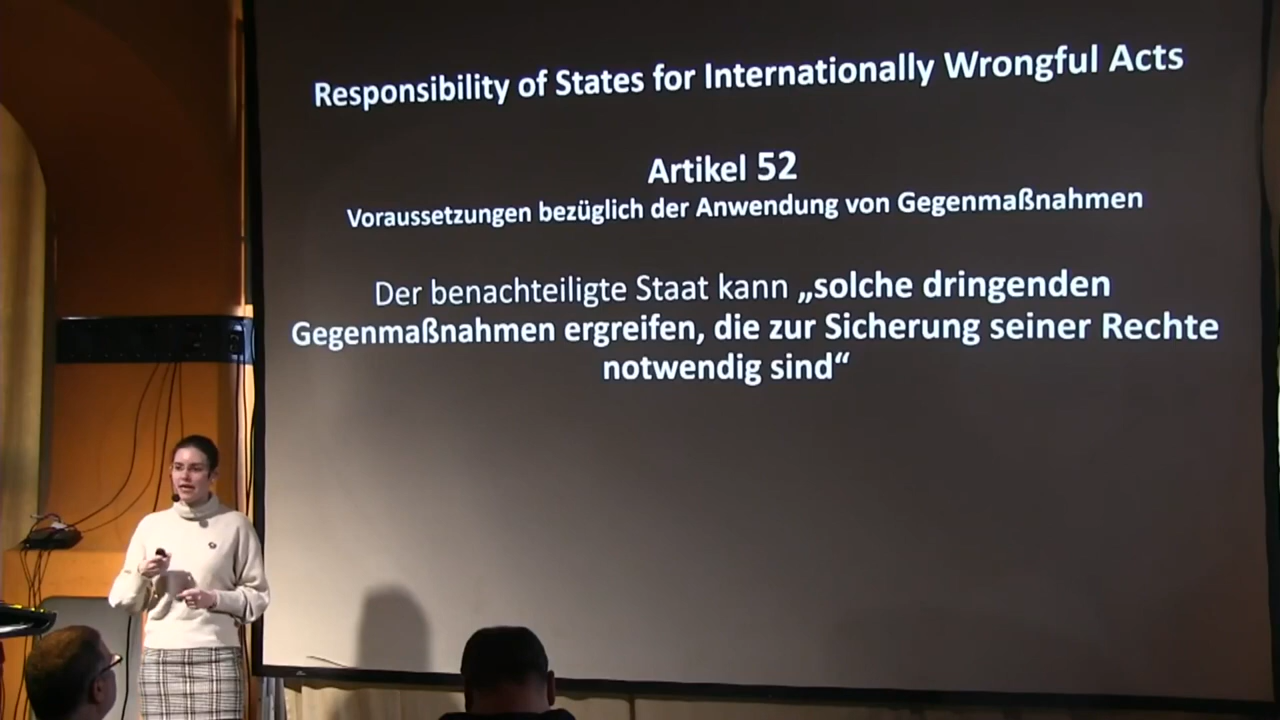 Responsibility of States for Internationally Wrongful Acts
Artikel 52
Voraussetzungen bezüglich der Anwendung von Gegenmaßnahmen
Der benachteiligte Staat kann „solche dringenden
Gegenmaßnahmen ergreifen, die zur Sicherung seiner Rechte
notwendig sind“